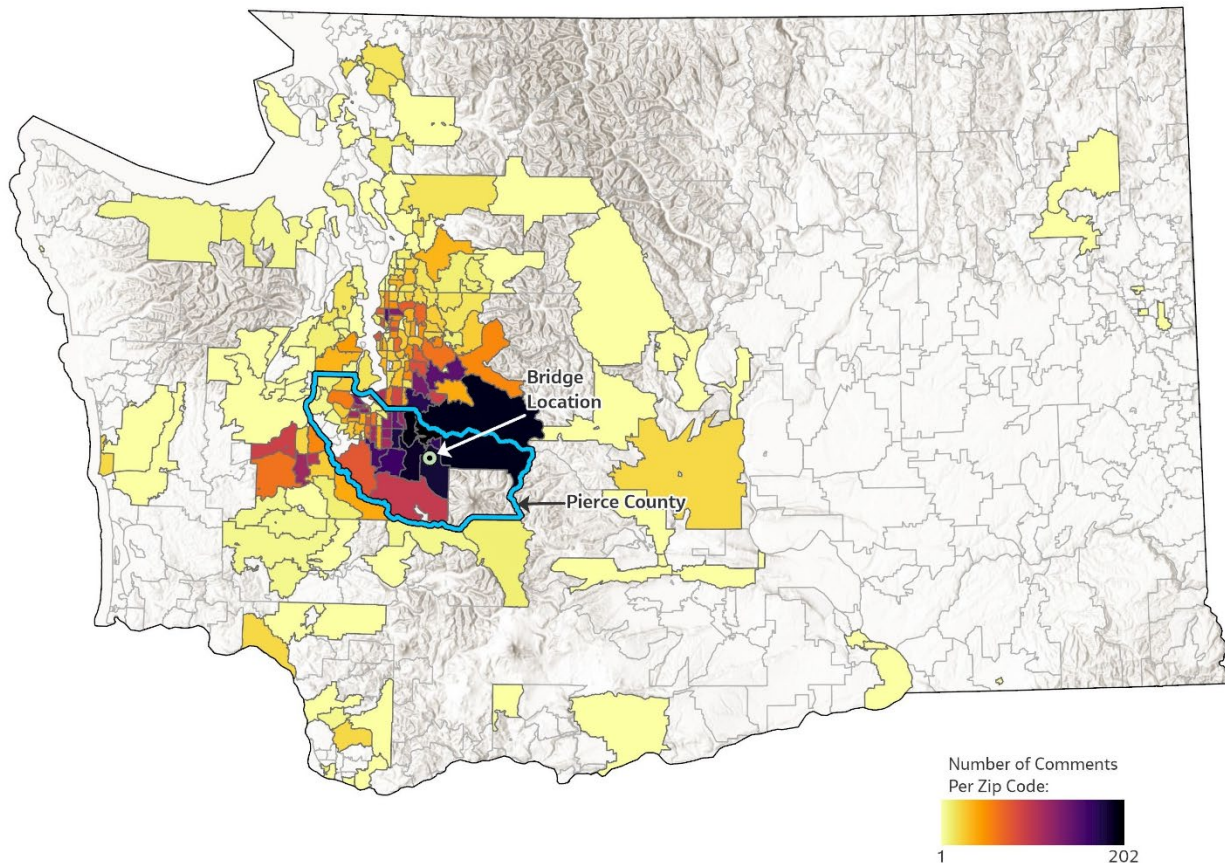 Bridge
Location
Pierce County
Number of Comments
Per Zip Code:
1
202